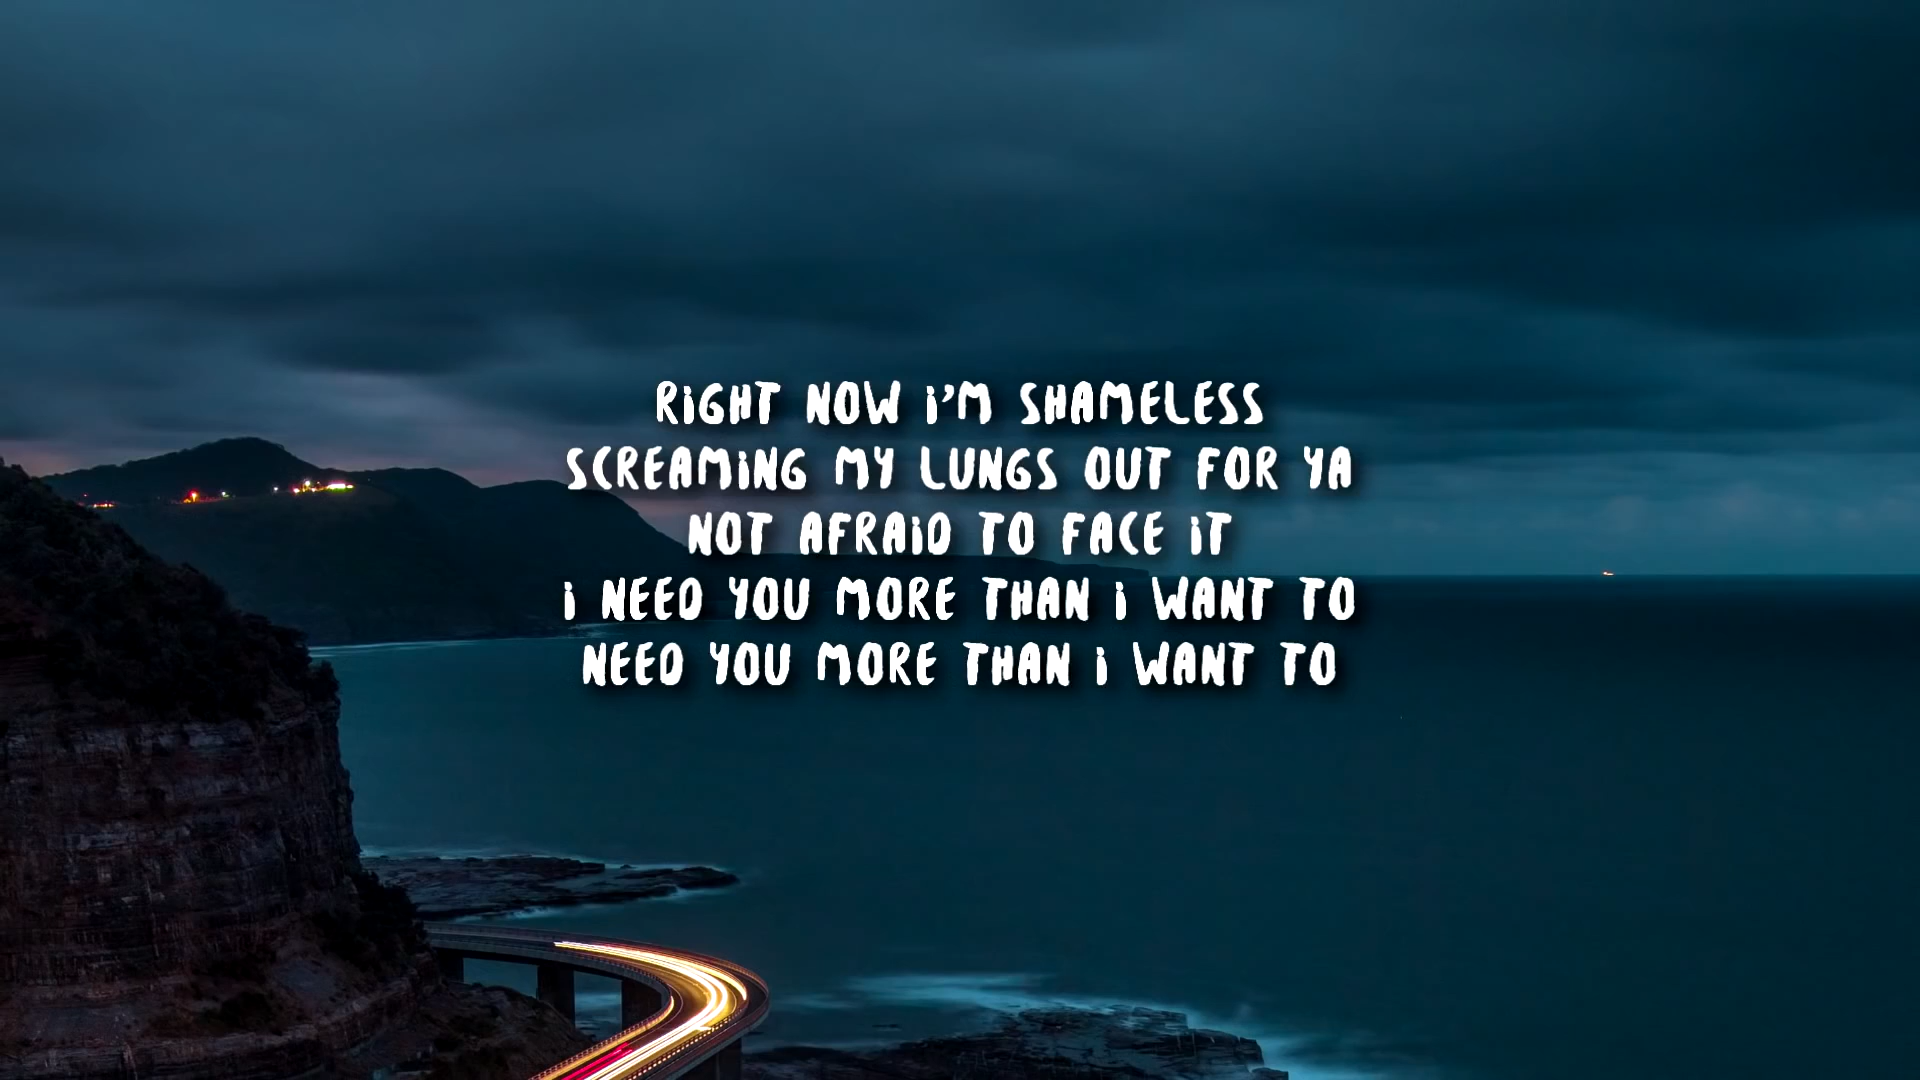 RiGHT NOW i'M SHAMELESS
SCREAMiNG MY LUNGS OUT FOR YA
NOT AFRAiD TO FACE iT
i NEED YOU MORE THAN i WANT TO
NEED YOU MORE THAN i WANT TO